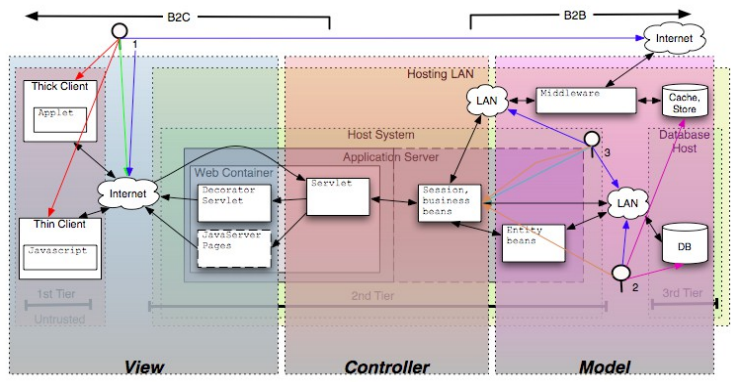 B2C
B2B
1
Internet
Hosting LAN
Thick Client
Applet
LAN
Middleware
Cache,
Store
Host System
Database
Host
Application Server
3
Web Container
Internet
Decorator
Servlet
Servlet
Session,
business
beans
LAN
Thin Client
Javascript
JavaServer
Pages
Entity
beans
DB
2
1st Tier
2nd Tier
3rd Tier
Untrusted
View
Controller
Model